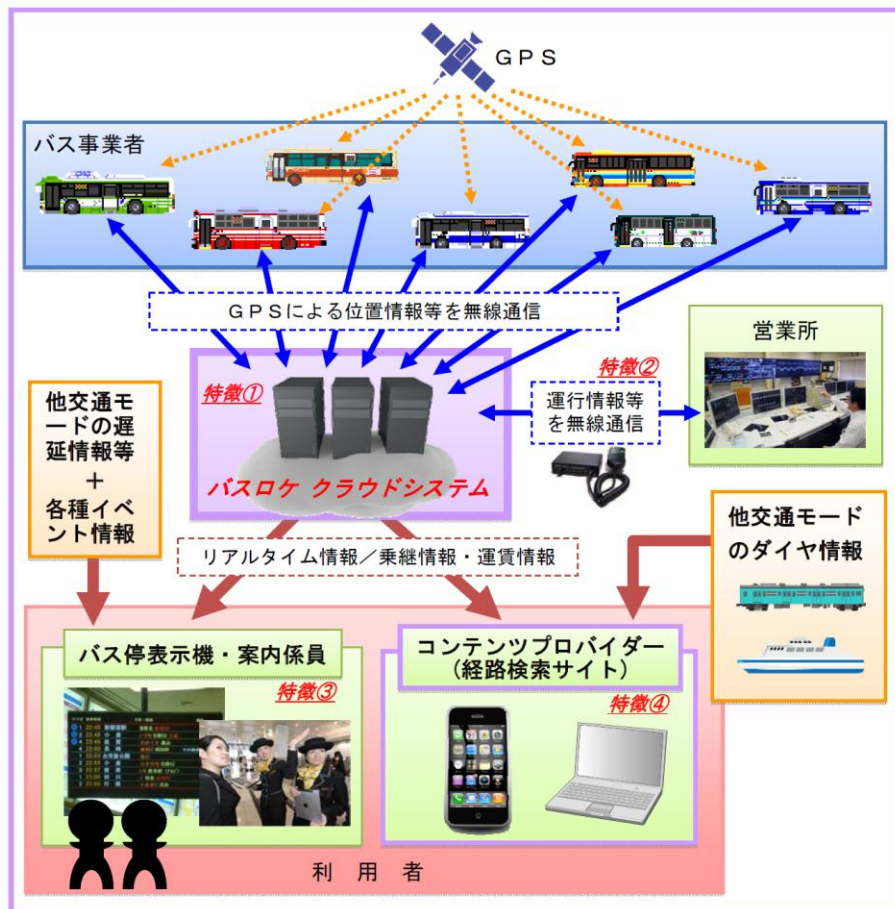 GPS
バス事業者
GPSによる位置情報等を無線通信
営業所
特徴①
特徴②
運行情報等
を無線通信
他交通モ
ードの遅
延情報等
+
各種イベ
ント情報
バスロケ クラウドシステム
リアルタイム情報/乗継情報・運賃情報
他交通モード
のダイヤ情報
バス停表示機・案内係員
特徴③
コンテンツプロバイダー
(経路検索サイト)
特徴④
利用者